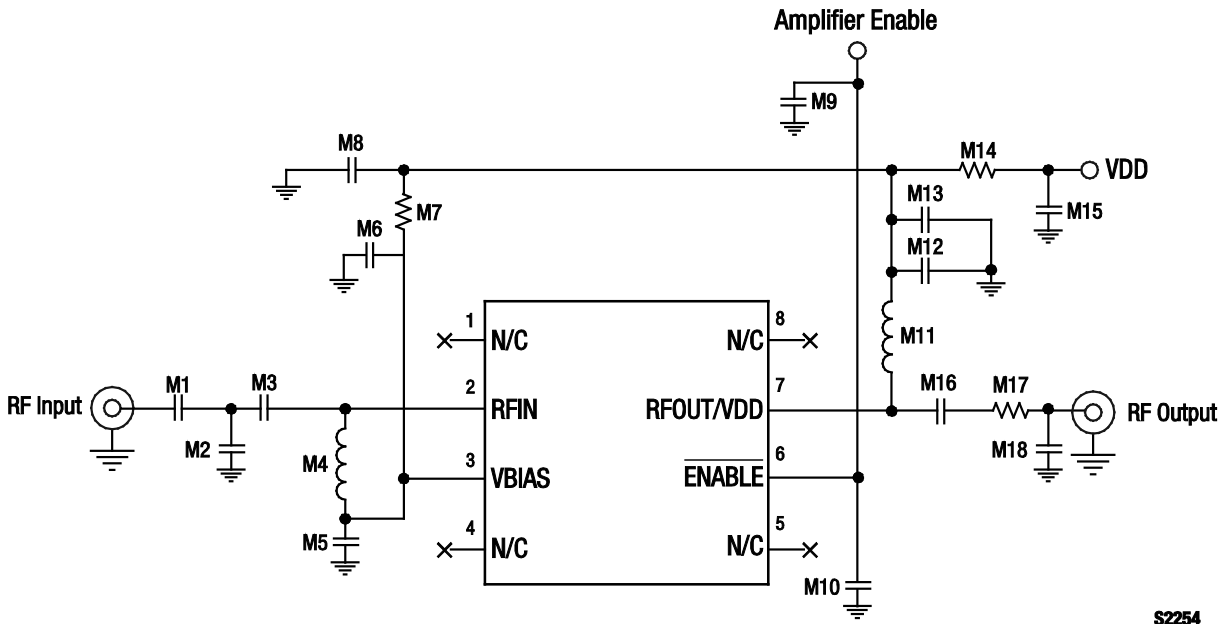 Amplifier Enable
M9
M8
M14
VDD
M13
M7
M15
M6
M12
1
8
N/C
N/C
M11
M1
M3
2
7
M16
M17
RF Input
RFIN
RFOUT/VDD
RF Output
M2
M4
3
6
M18
VBIAS
ENABLE
4
5
M5
N/C
N/C
M10
S2254